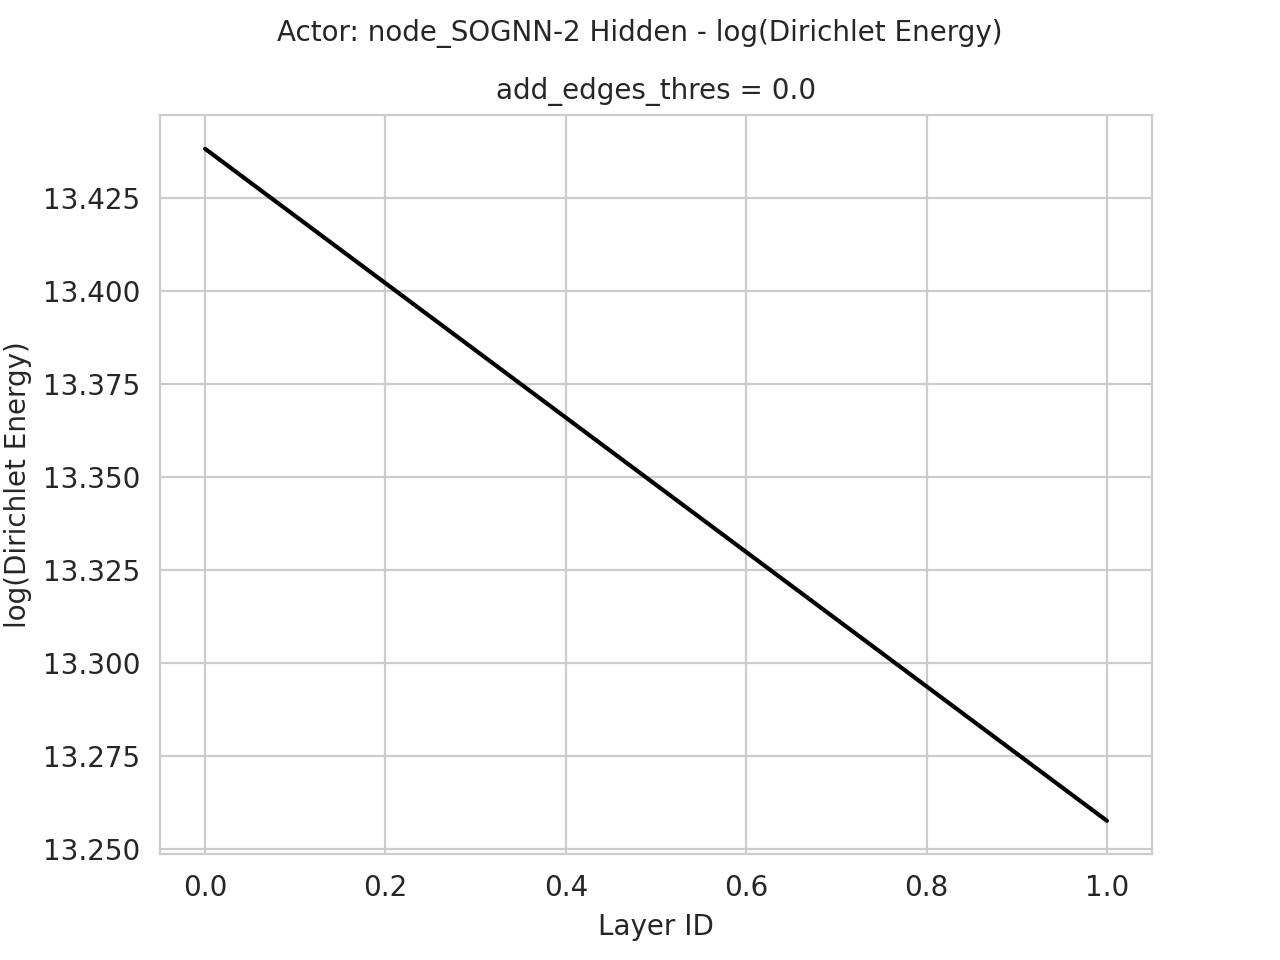 Actor: node_SOGNN-2 Hidden - log(Dirichlet Energy)
add_edges_thres = 0.0
13.425
13.400
13.375
13.350
13.325
13.300
13.275
13.250
log(Dirichlet Energy)
0.0 0.2 0.4 0.6 0.8 1.0
Layer ID